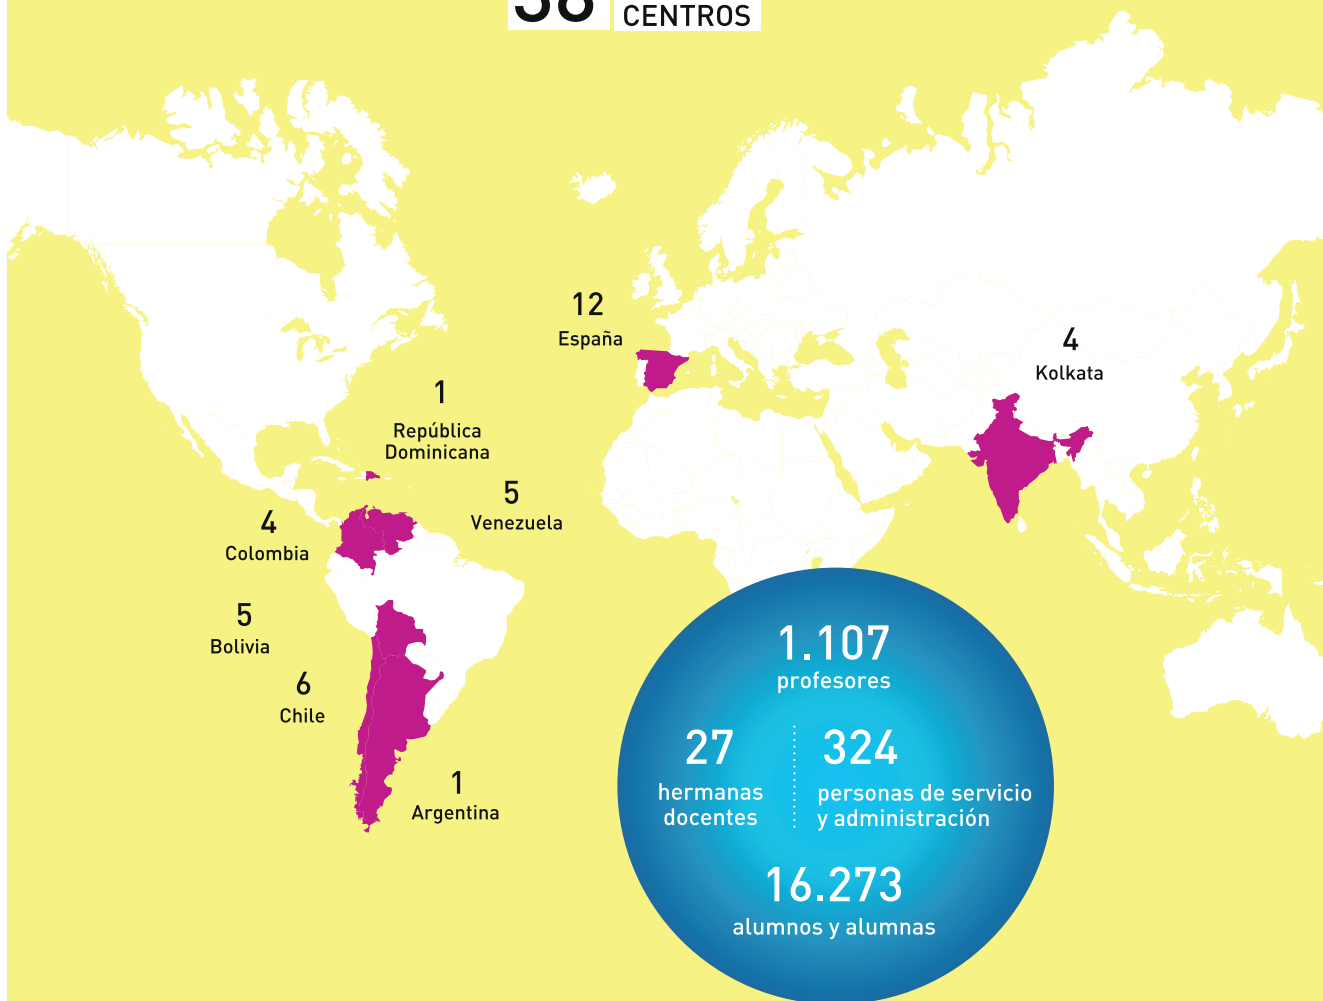 38
CENTROS
12
España
4
Kolkata
1
República
Dominicana
5
Venezuela
4
Colombia
5
Bolivia
6
Chile
1
Argentina
1.107
profesores
27
hermanas
docentes
324
personas de servicio
y administración
16.273
alumnos y alumnas